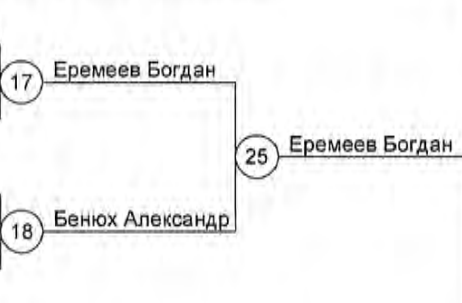 17 Еремеев Богдан
25 Еремеев Богдан
18 Бенюх Александр